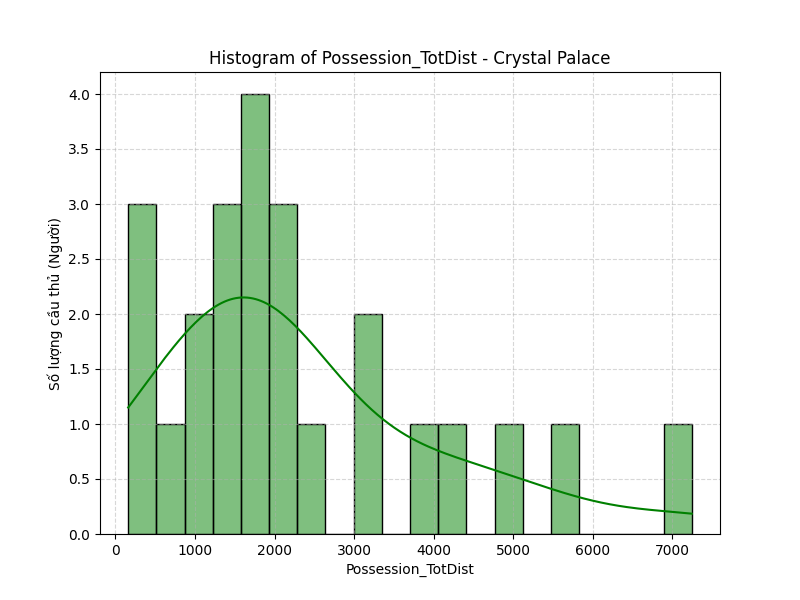 Histogram of Possession_TotDist - Crystal Palace
4.0
3.5
3.0
2.5
2.0
1.5
1.0
0.5
0.0
Số lượng cầu thủ (Người)
0 1000 2000 3000 4000 5000 6000 7000
Possession_TotDist